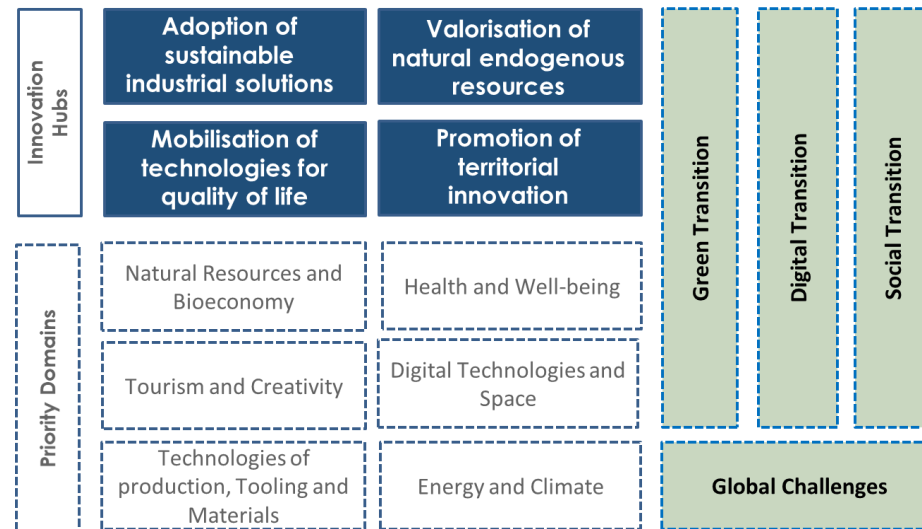 Innovation
Hubs
Adoption of
sustainable
industrial solutions
Valorisation of
natural endogenous
resources
Mobilisation of
technologies for
quality of life
Promotion of
territorial
innovation
Priority Domains
Natural Resources and
Bioeconomy
Health and Well-being
Tourism and Creativity
Digital Technologies and
Space
Technologies of
production, Tooling and
Materials
Energy and Climate
Green Transition
Digital Transition
Social Transition
Global Challenges